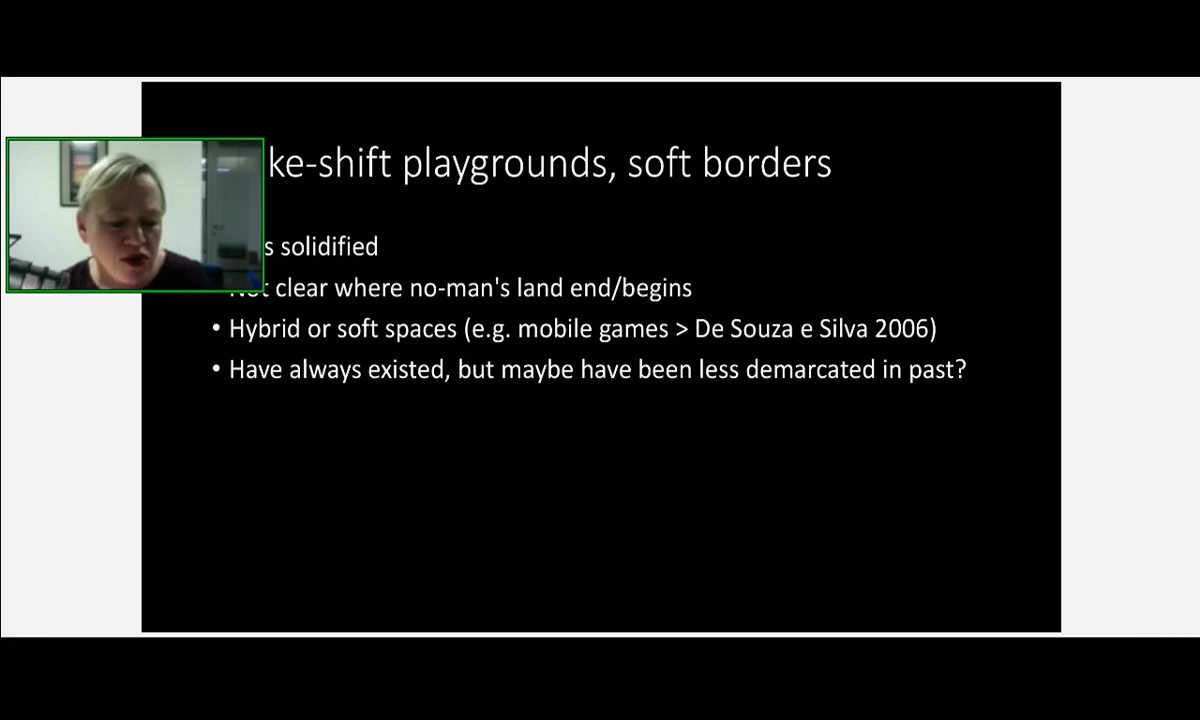 ke-shift playgrounds, soft borders
s solidified
Not clear where no-man's land end/begins
• Hybrid or soft spaces (e.g. mobile games > De Souza e Silva 2006)
• Have always existed, but maybe have been less demarcated in past?